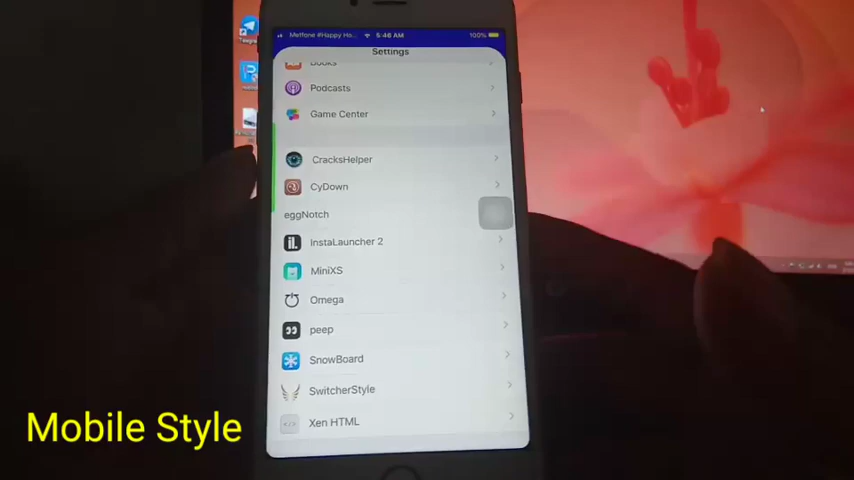 Metfone #Happy Ho...
5:46 AM
100%
Settings
Books
Podcasts
Game Center
CracksHelper
CyDown
eggNotch
InstaLauncher 2
MiniXS
Omega
peep
SnowBoard
SwitcherStyle
Xen HTML
Mobile Style